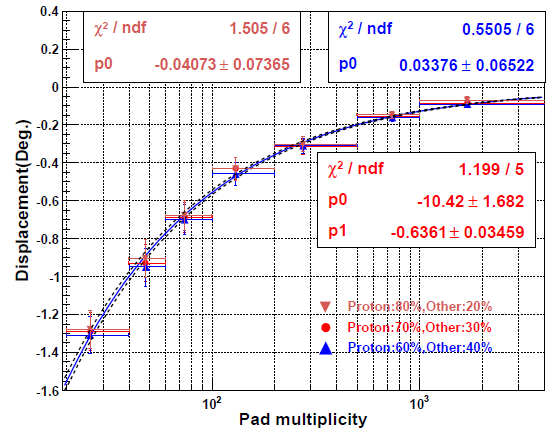 χ² / ndf 1.505 / 6
p0 -0.04073 ± 0.07365
χ² / ndf 0.5505 / 6
p0 0.03376 ± 0.06522
χ² / ndf 1.199 / 5
p0 -10.42 ± 1.682
p1 -0.6361 ± 0.03459
Proton:80%,Other:20%
Proton:70%,Other:30%
Proton:60%,Other:40%
Displacement(Deg.)
0.4
0.2
0
-0.2
-0.4
-0.6
-0.8
-1
-1.2
-1.4
-1.6
10²
10³
Pad multiplicity